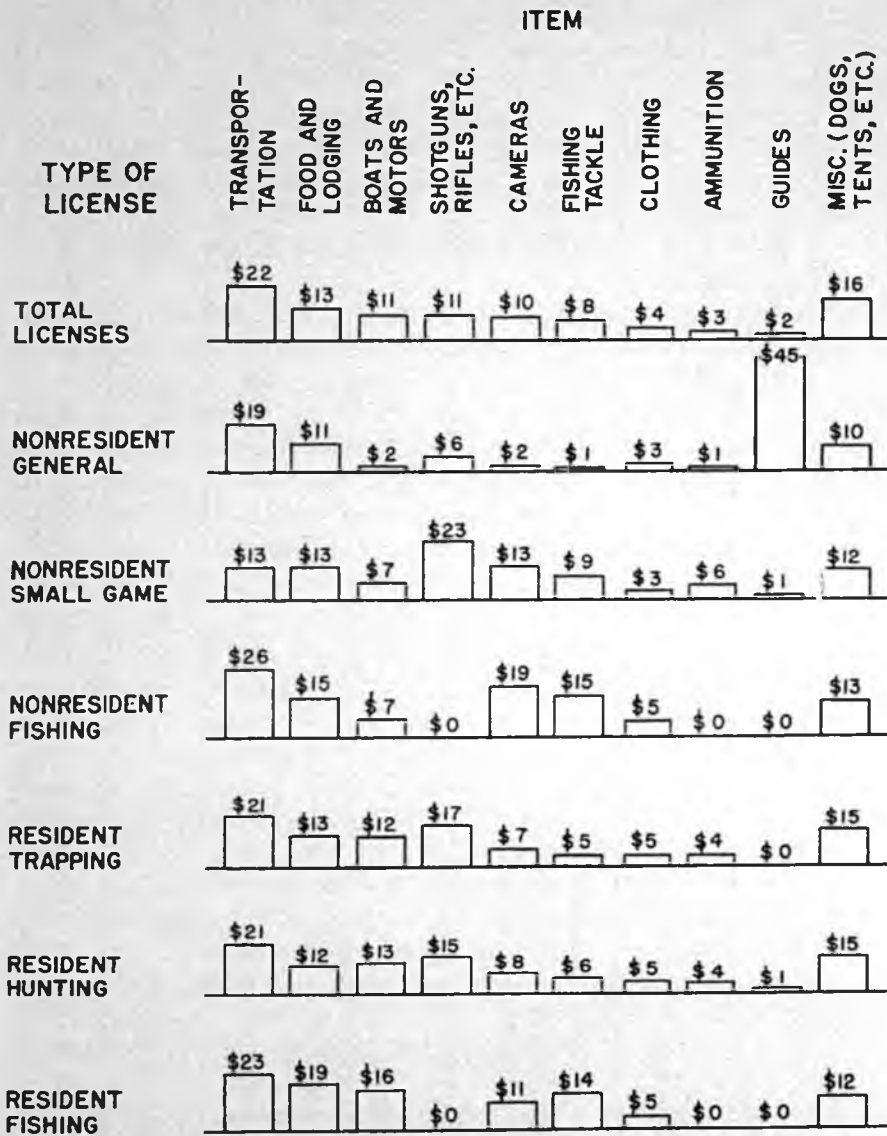 ITEM
TYPE OF
LICENSE
TRANSPOR-
TATION
FOOD AND
LODGING
BOATS AND
MOTORS
SHOTGUNS,
RIFLES, ETC.
CAMERAS
FISHING
TACKLE
CLOTHING
AMMUNITION
GUIDES
MISC. (DOGS,
TENTS, ETC.)
TOTAL
LICENSES
$22 $13 $11 $11 $10 $8 $4 $3 $2 $16
NONRESIDENT
GENERAL
$19 $11 $2 $6 $2 $1 $3 $1 $45 $10
NONRESIDENT
SMALL GAME
$13 $13 $7 $23 $13 $9 $3 $6 $1 $12
NONRESIDENT
FISHING
$26 $15 $7 $0 $19 $15 $5 $0 $0 $13
RESIDENT
TRAPPING
$21 $13 $12 $17 $7 $5 $5 $4 $0 $15
RESIDENT
HUNTING
$21 $12 $13 $15 $8 $6 $5 $4 $1 $15
RESIDENT
FISHING
$23 $19 $16 $0 $11 $14 $5 $0 $0 $12